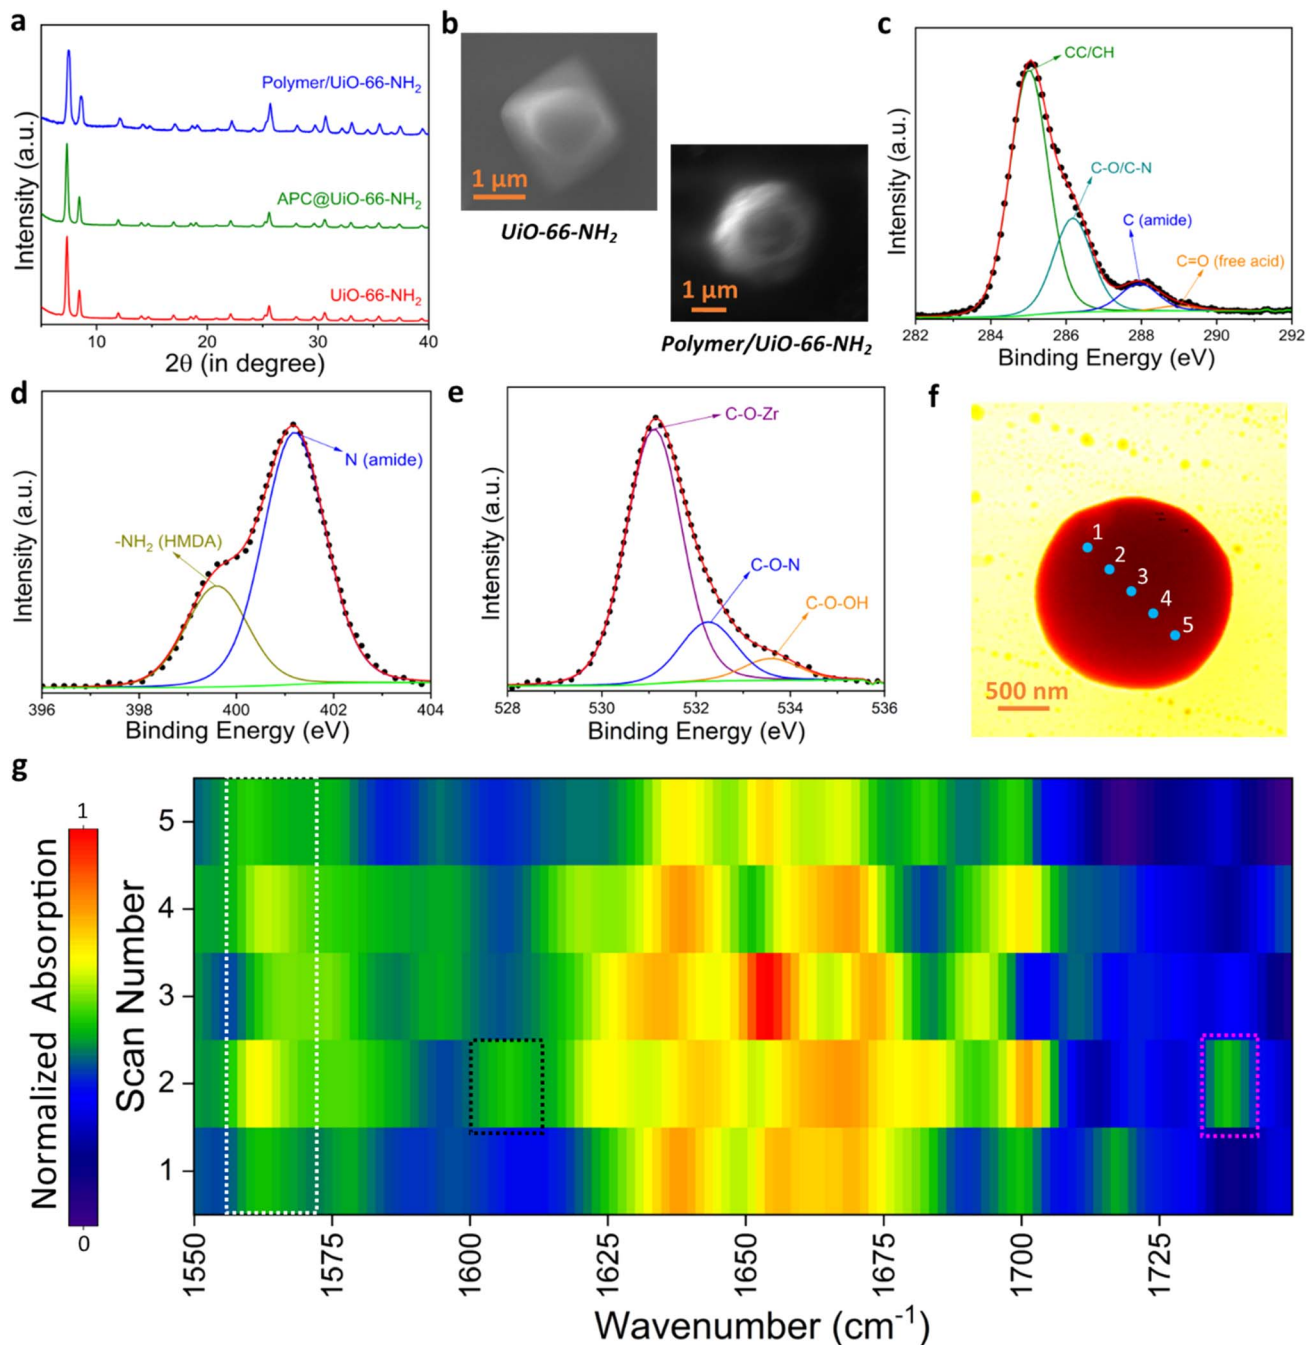 a
Intensity (a.u.)
Polymer/UiO-66-NH2
APC@UiO-66-NH2
UiO-66-NH2
10 20 30 40
2θ (in degree)
b
1 μm
UiO-66-NH2
1 μm
Polymer/UiO-66-NH2
c
Intensity (a.u.)
CC/CH
C-O/C-N
C (amide)
C=O (free acid)
282 284 286 288 290 292
Binding Energy (eV)
d
Intensity (a.u.)
N (amide)
-NH2 (HMDA)
396 398 400 402 404
Binding Energy (eV)
e
Intensity (a.u.)
C-O-Zr
C-O-N
C-O-OH
528 530 532 534 536
Binding Energy (eV)
f
1
2
3
4
5
500 nm
g
1
Normalized Absorption
0
Scan Number
5
4
3
2
1
1550 1575 1600 1625 1650 1675 1700 1725
Wavenumber (cm-1)